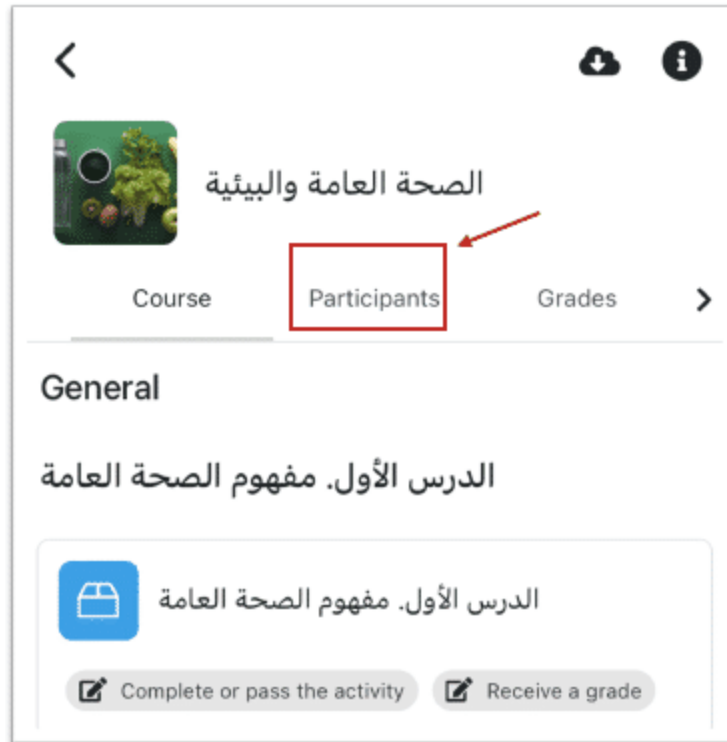 الصحة العامة والبيئية
Course Participants Grades
General
الدرس الأول. مفهوم الصحة العامة
الدرس الأول. مفهوم الصحة العامة
Complete or pass the activity Receive a grade